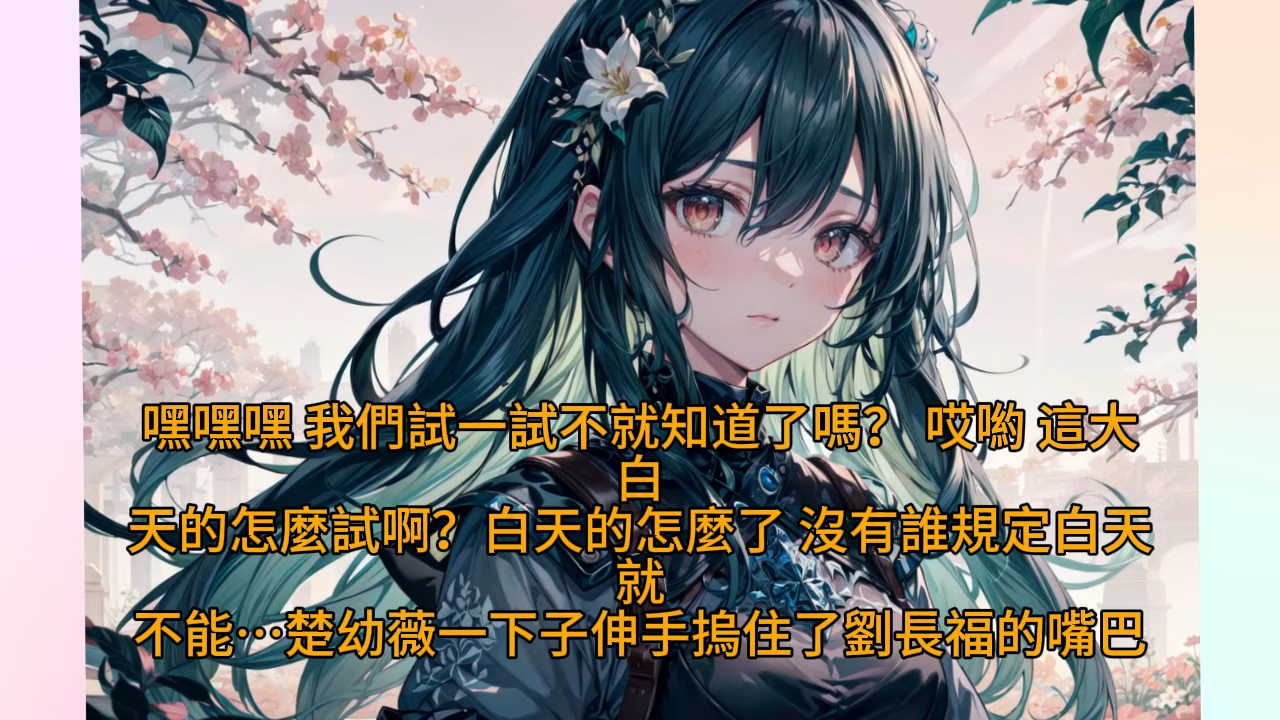 嘿嘿嘿 我們試一試不就知道了嗎？ 哎喲 這大
白
天的怎麼試啊？ 白天的怎麼了 沒有誰規定白天
就
不能…楚幼薇一下子伸手摀住了劉長福的嘴巴